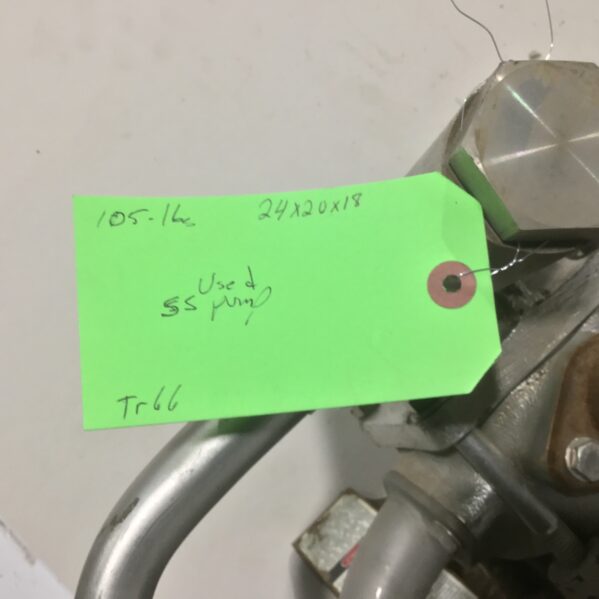 105-lbs 24x20x18
Used
SS pump
Tr66